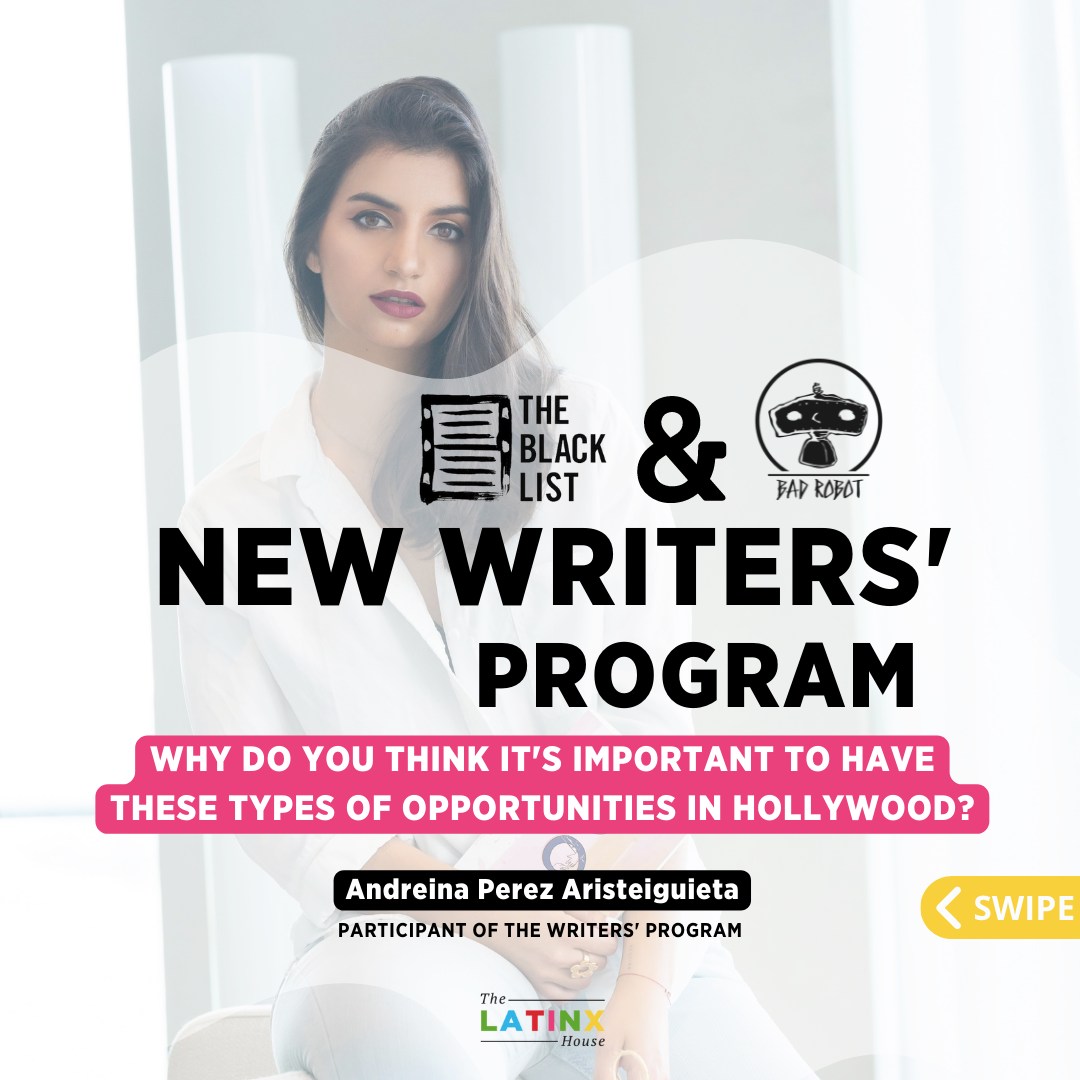 THE
BLACK
LIST
&
BAD ROBOT
NEW WRITERS'
PROGRAM
WHY DO YOU THINK IT'S IMPORTANT TO HAVE
THESE TYPES OF OPPORTUNITIES IN HOLLYWOOD?
Andreina Perez Aristeiguieta
PARTICIPANT OF THE WRITERS' PROGRAM
SWIPE
The
LATINX
House